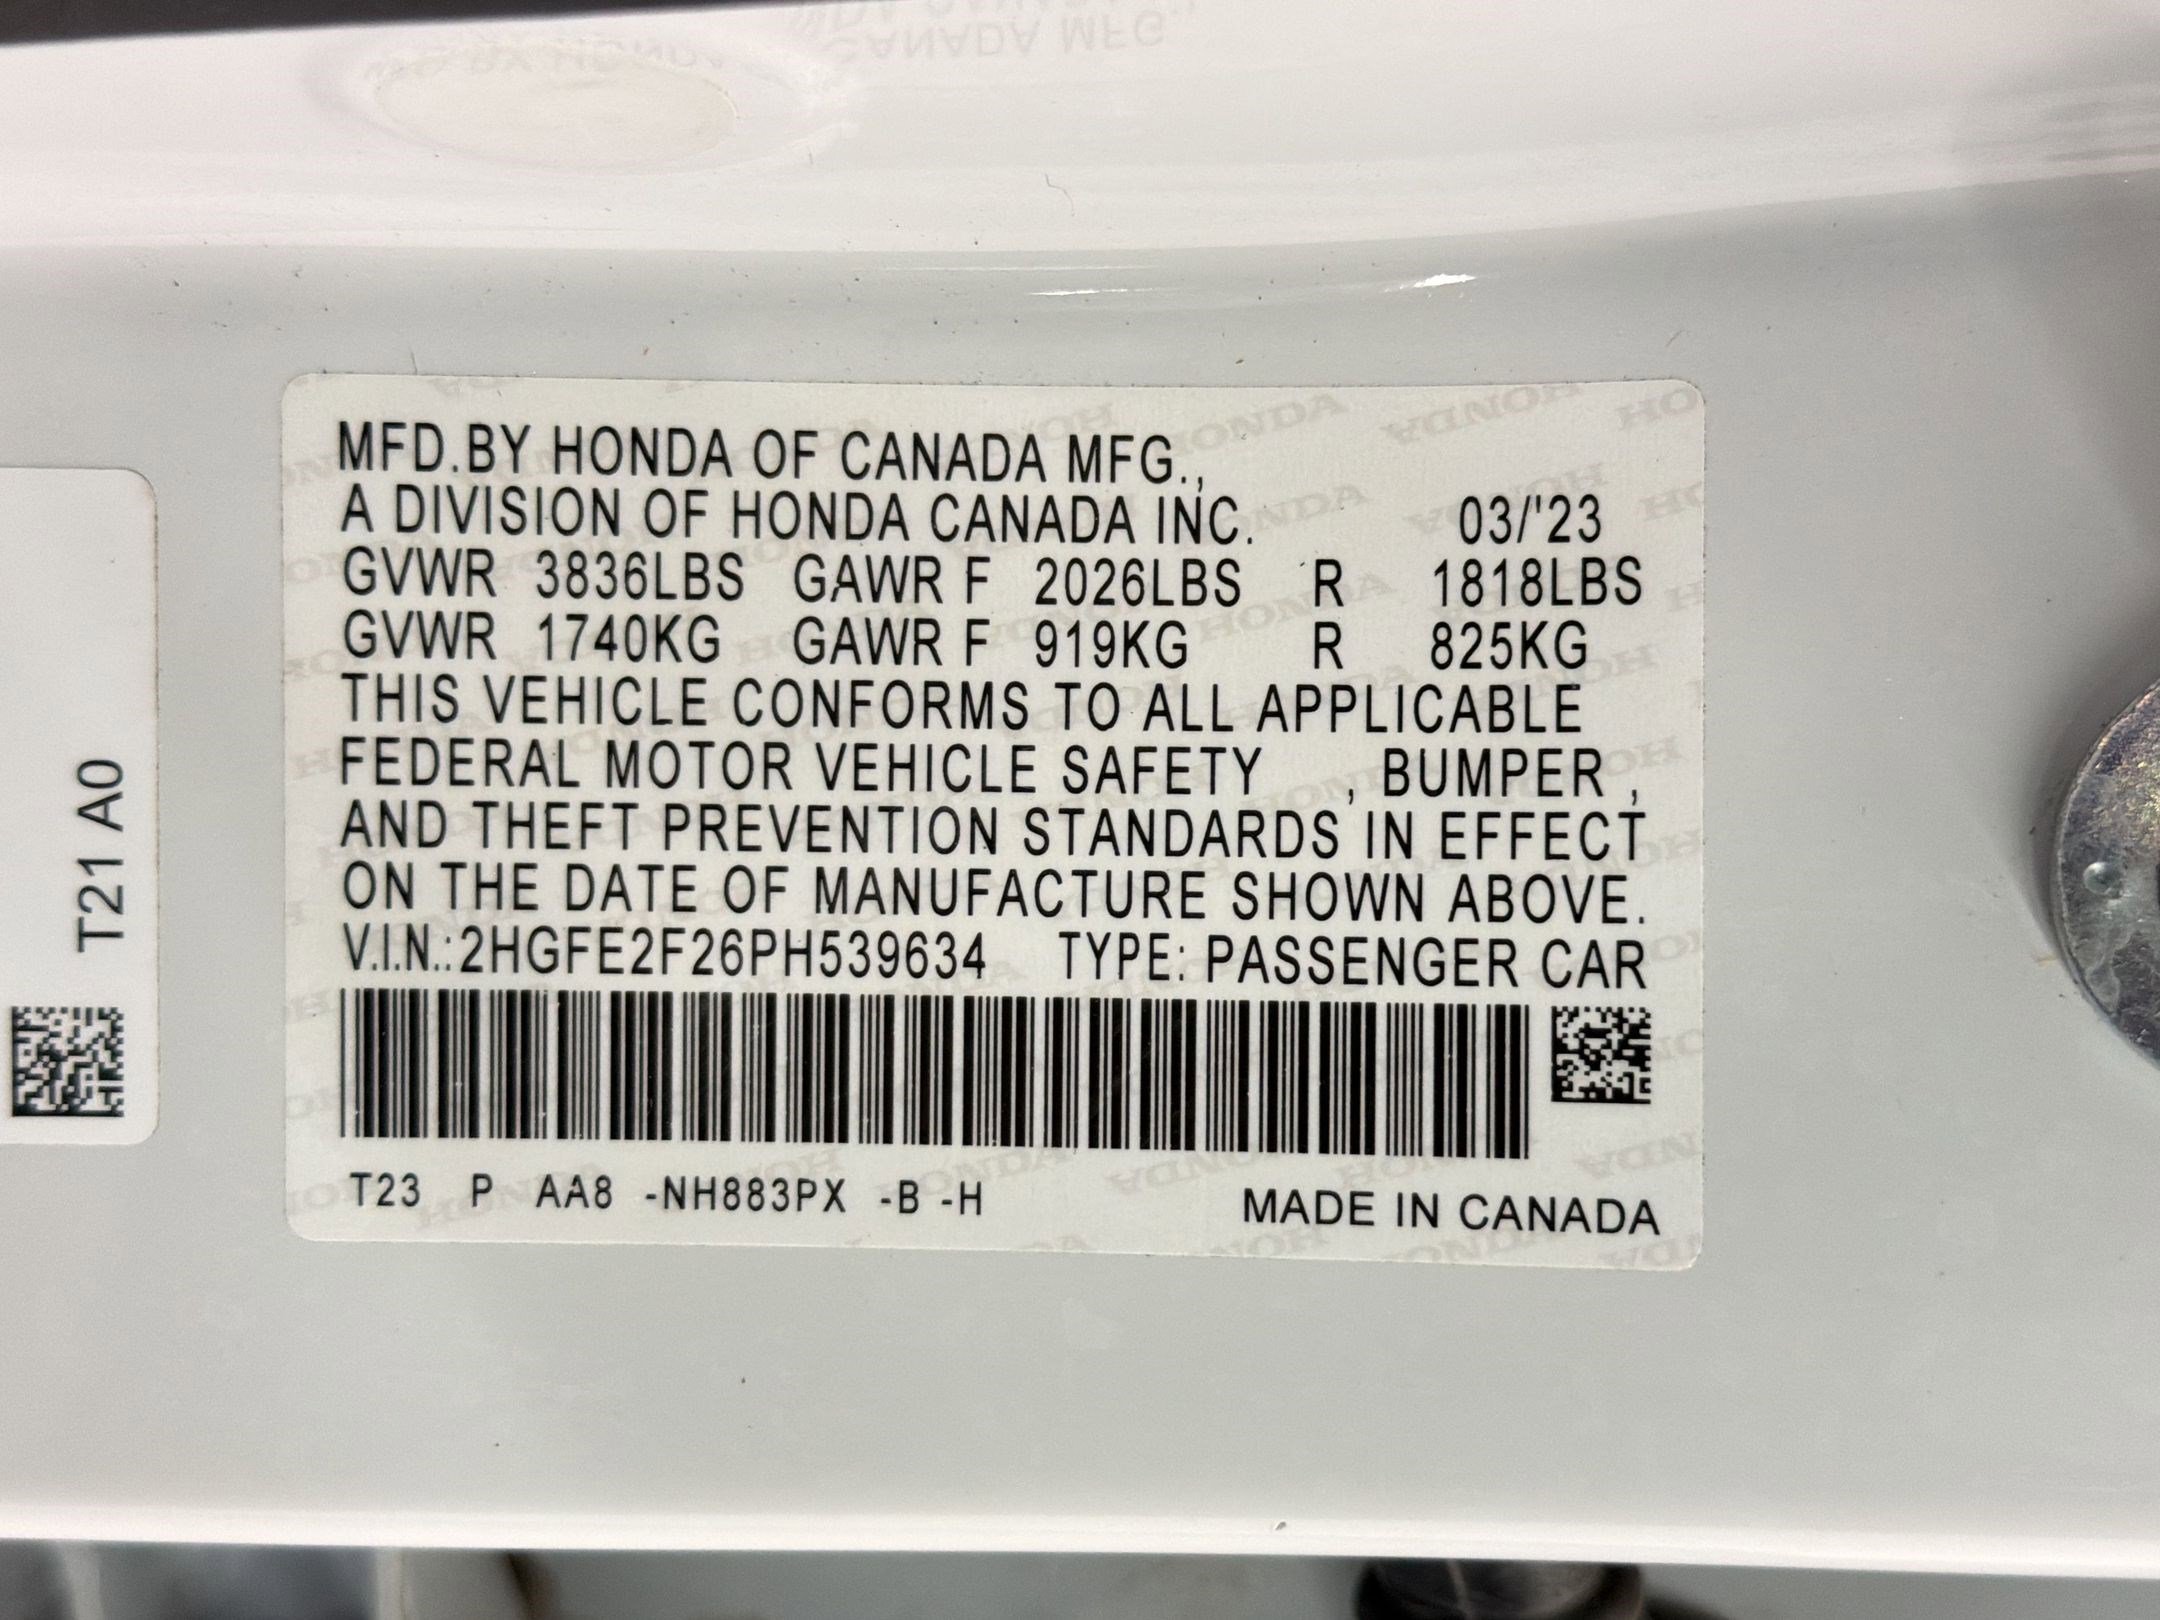 MFD.BY HONDA OF CANADA MFG.,
A DIVISION OF HONDA CANADA INC. 03/'23
GVWR 3836LBS GAWR F 2026LBS R 1818LBS
GVWR 1740KG GAWR F 919KG R 825KG
THIS VEHICLE CONFORMS TO ALL APPLICABLE
FEDERAL MOTOR VEHICLE SAFETY , BUMPER ,
AND THEFT PREVENTION STANDARDS IN EFFECT
ON THE DATE OF MANUFACTURE SHOWN ABOVE.
V.I.N.:2HGFE2F26PH539634 TYPE: PASSENGER CAR
T23 P AA8 -NH883PX -B -H MADE IN CANADA
T21 A0